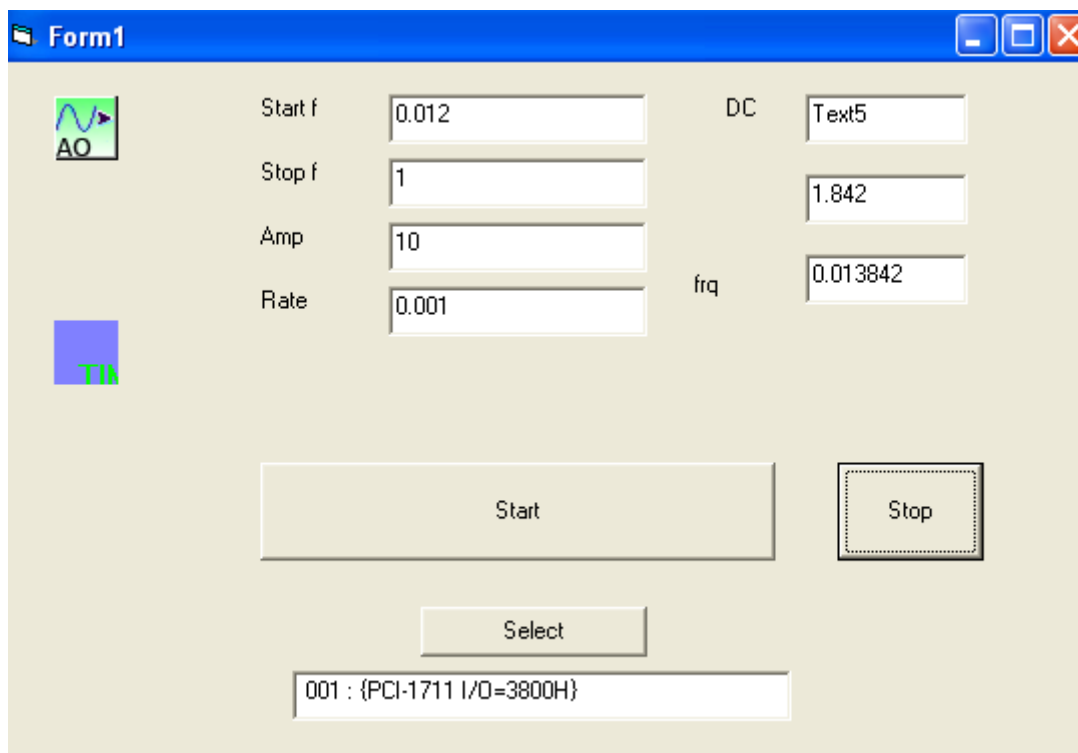 Form1
AO
Start f 0.012 DC Text5
Stop f 1 1.842
Amp 10
frq 0.013842
Rate 0.001
TIM
Start Stop
Select
001 : {PCI-1711 I/O=3800H}